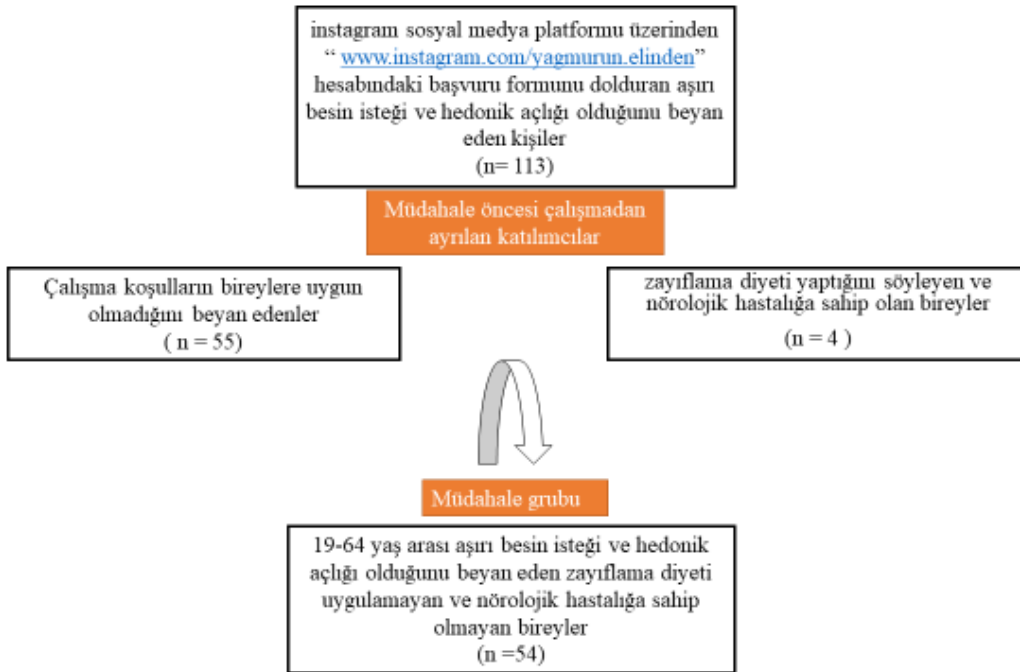 instagram sosyal medya platformu üzerinden
“ www.instagram.com/yagmurun.elinden”
hesabındaki başvuru formunu dolduran aşırı
besin isteği ve hedonik açlığı olduğunu beyan
eden kişiler
(n= 113)
Müdahale öncesi çalışmadan
ayrılan katılımcılar
Çalışma koşulların bireylere uygun
olmadığını beyan edenler
( n = 55)
zayıflama diyeti yaptığını söyleyen ve
nörolojik hastalığa sahip olan bireyler
(n = 4 )
Müdahale grubu
19-64 yaş arası aşırı besin isteği ve hedonik
açlığı olduğunu beyan eden zayıflama diyeti
uygulamayan ve nörolojik hastalığa sahip
olmayan bireyler
(n =54)